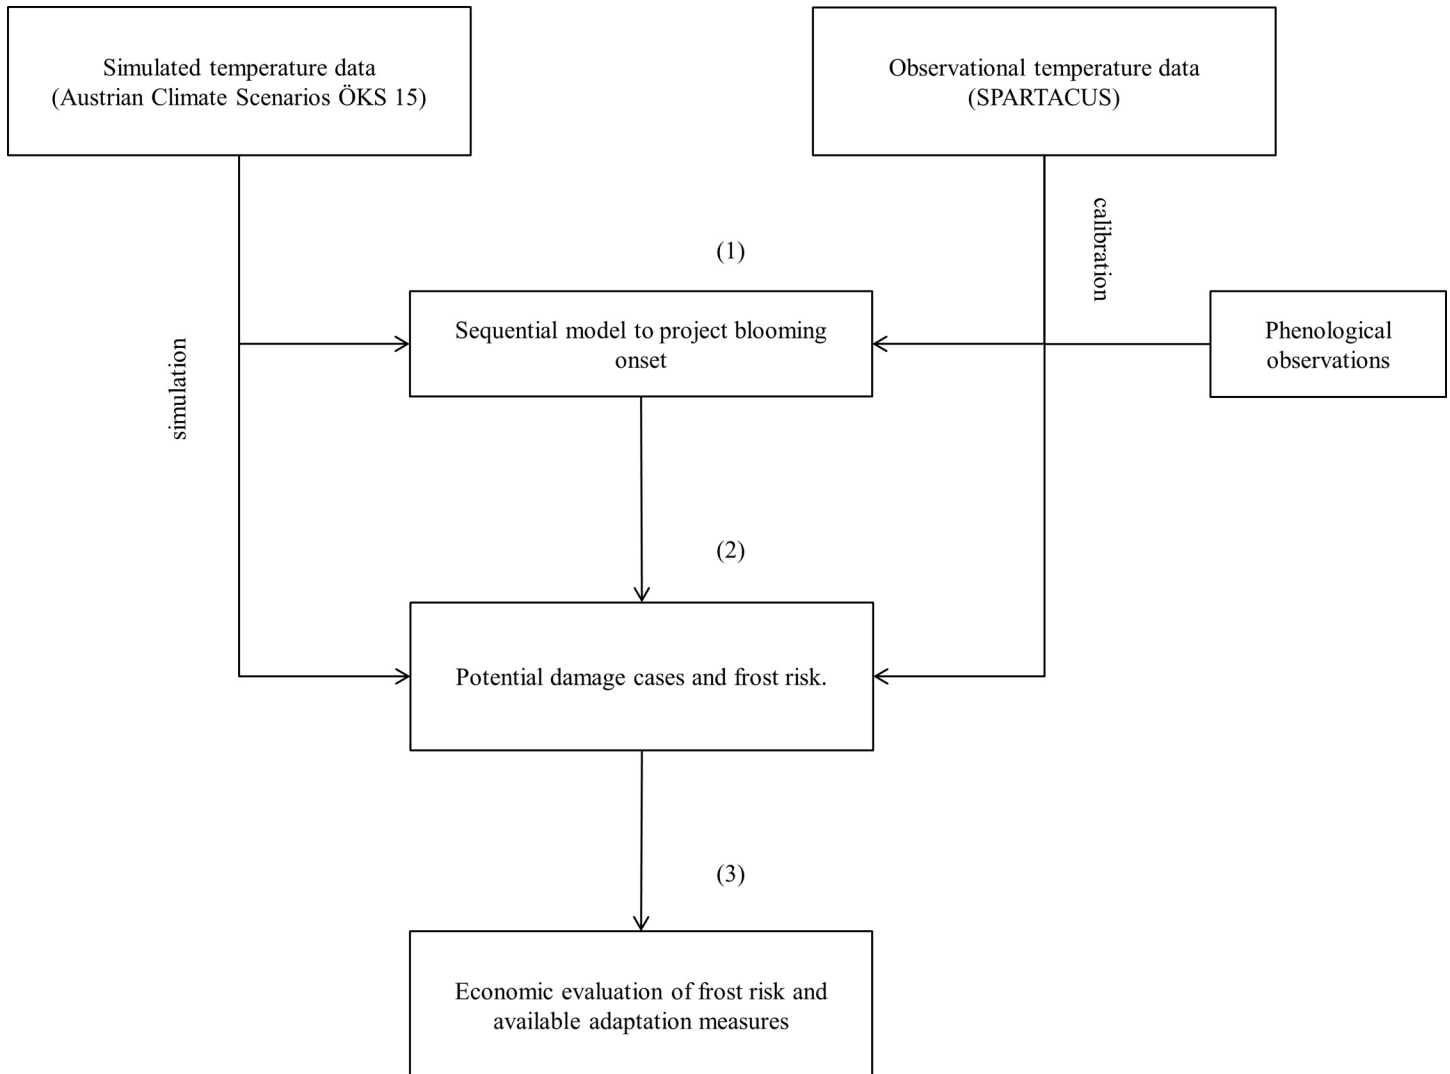 Simulated temperature data
(Austrian Climate Scenarios ÖKS 15)
Observational temperature data
(SPARTACUS)
calibration
(1)
Sequential model to project blooming
onset
Phenological
observations
simulation
(2)
Potential damage cases and frost risk.
(3)
Economic evaluation of frost risk and
available adaptation measures